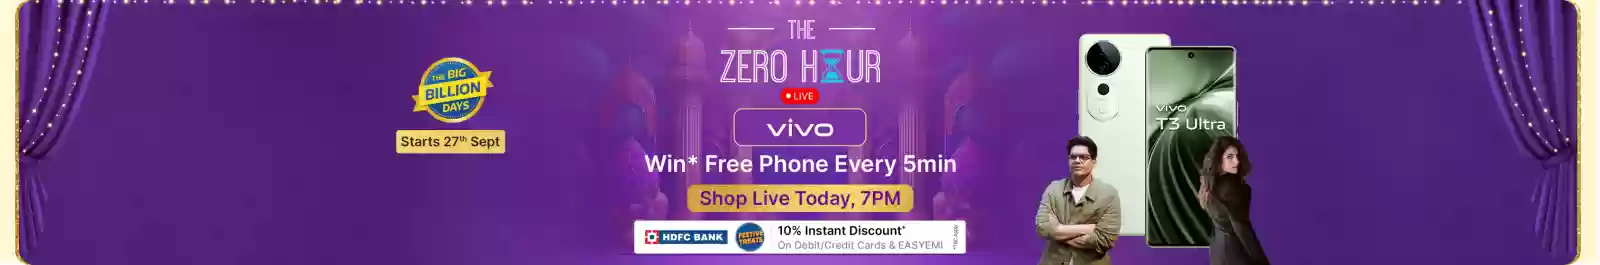 THE BIG
BILLION
DAYS
Starts 27th Sept
THE
ZERO HOUR
LIVE
vivo
Win* Free Phone Every 5min
Shop Live Today, 7PM
HDFC BANK
FESTIVE
TREATS
10% Instant Discount*
On Debit/Credit Cards & EASYEMI
vivo
T3 Ultra